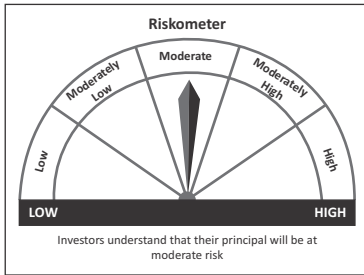 Riskometer
Moderate
Moderately
Low
Moderately
High
Low
High
LOW
HIGH
Investors understand that their principal will be at
moderate risk